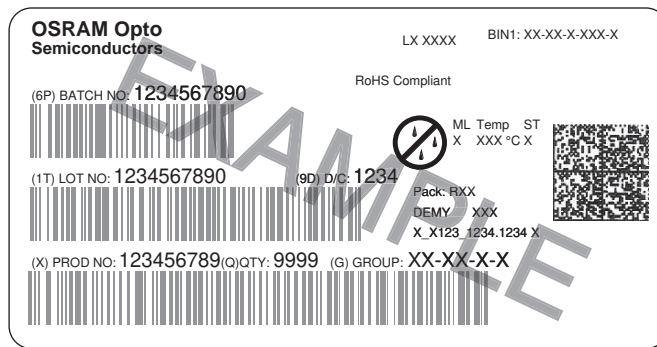 OSRAM Opto
Semiconductors
LX XXXX
BIN1: XX-XX-X-XXX-X
RoHS Compliant
(6P) BATCH NO: 1234567890
ML Temp ST
X XXX °C X
(1T) LOT NO: 1234567890 (9D) D/C: 1234
Pack: RXX
DEMY XXX
X_X123_1234.1234 X
(X) PROD NO: 123456789(Q)QTY: 9999 (G) GROUP: XX-XX-X-X
EXAMPLE